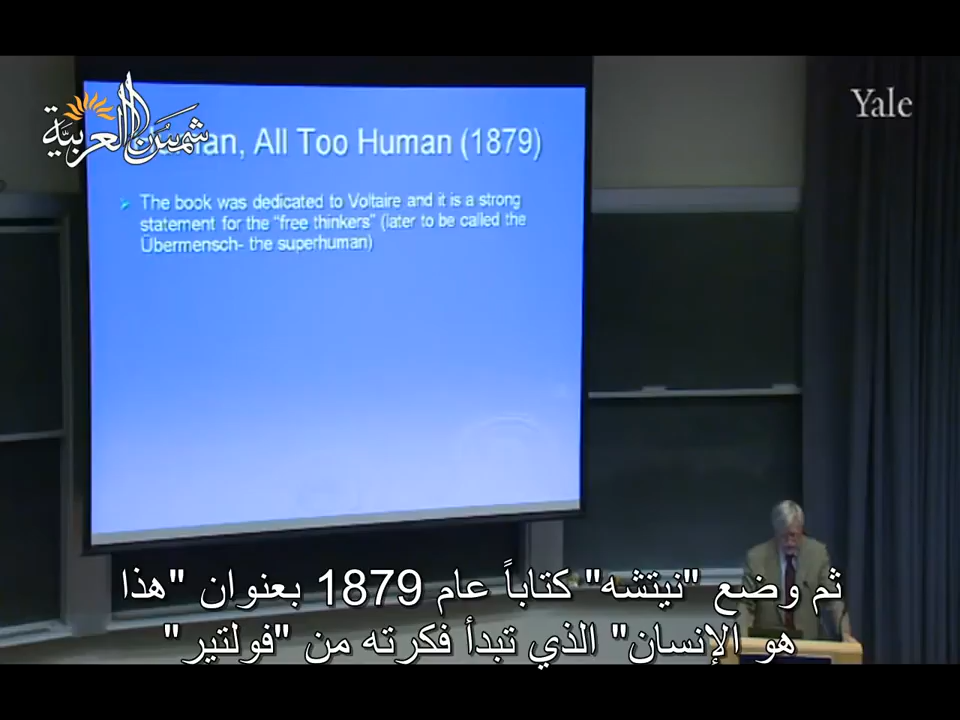 شمس العربية
Yale
Human, All Too Human (1879)
The book was dedicated to Voltaire and it is a strong
statement for the "free thinkers" (later to be called the
Übermensch- the superhuman)
ثم وضع "نيتشه" كتاباً عام 1879 بعنوان "هذا
هو الإنسان" الذي تبدأ فكرته من "فولتير"